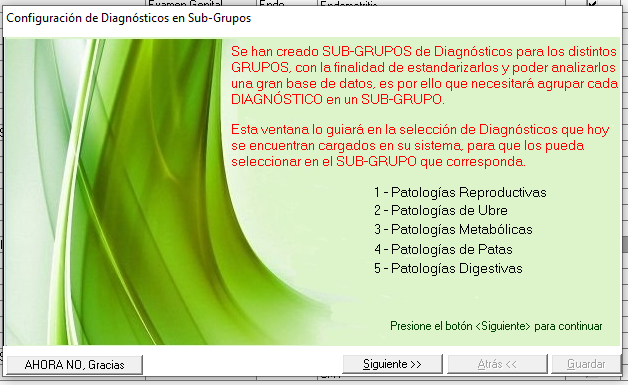 Examen Genital Endo Endometritis
Configuración de Diagnósticos en Sub-Grupos
Se han creado SUB-GRUPOS de Diagnósticos para los distintos
GRUPOS, con la finalidad de estandarizarlos y poder analizarlos
una gran base de datos, es por ello que necesitará agrupar cada
DIAGNÓSTICO en un SUB-GRUPO.
Esta ventana lo guiará en la selección de Diagnósticos que hoy
se encuentran cargados en su sistema, para que los pueda
seleccionar en el SUB-GRUPO que corresponda.
1 - Patologías Reproductivas
2 - Patologías de Ubre
3 - Patologías Metabólicas
4 - Patologías de Patas
5 - Patologías Digestivas
Presione el botón <Siguiente> para continuar
AHORA NO, Gracias
Siguiente >>
Atrás <<
Guardar